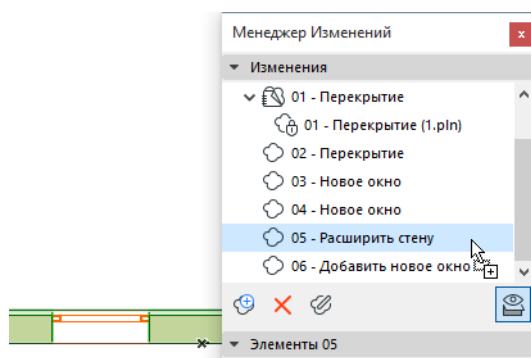 Менеджер Изменений
x
Изменения
01 - Перекрытие
01 - Перекрытие (1.pln)
02 - Перекрытие
03 - Новое окно
04 - Новое окно
05 - Расширить стену
06 - Добавить новое окно
Элементы 05